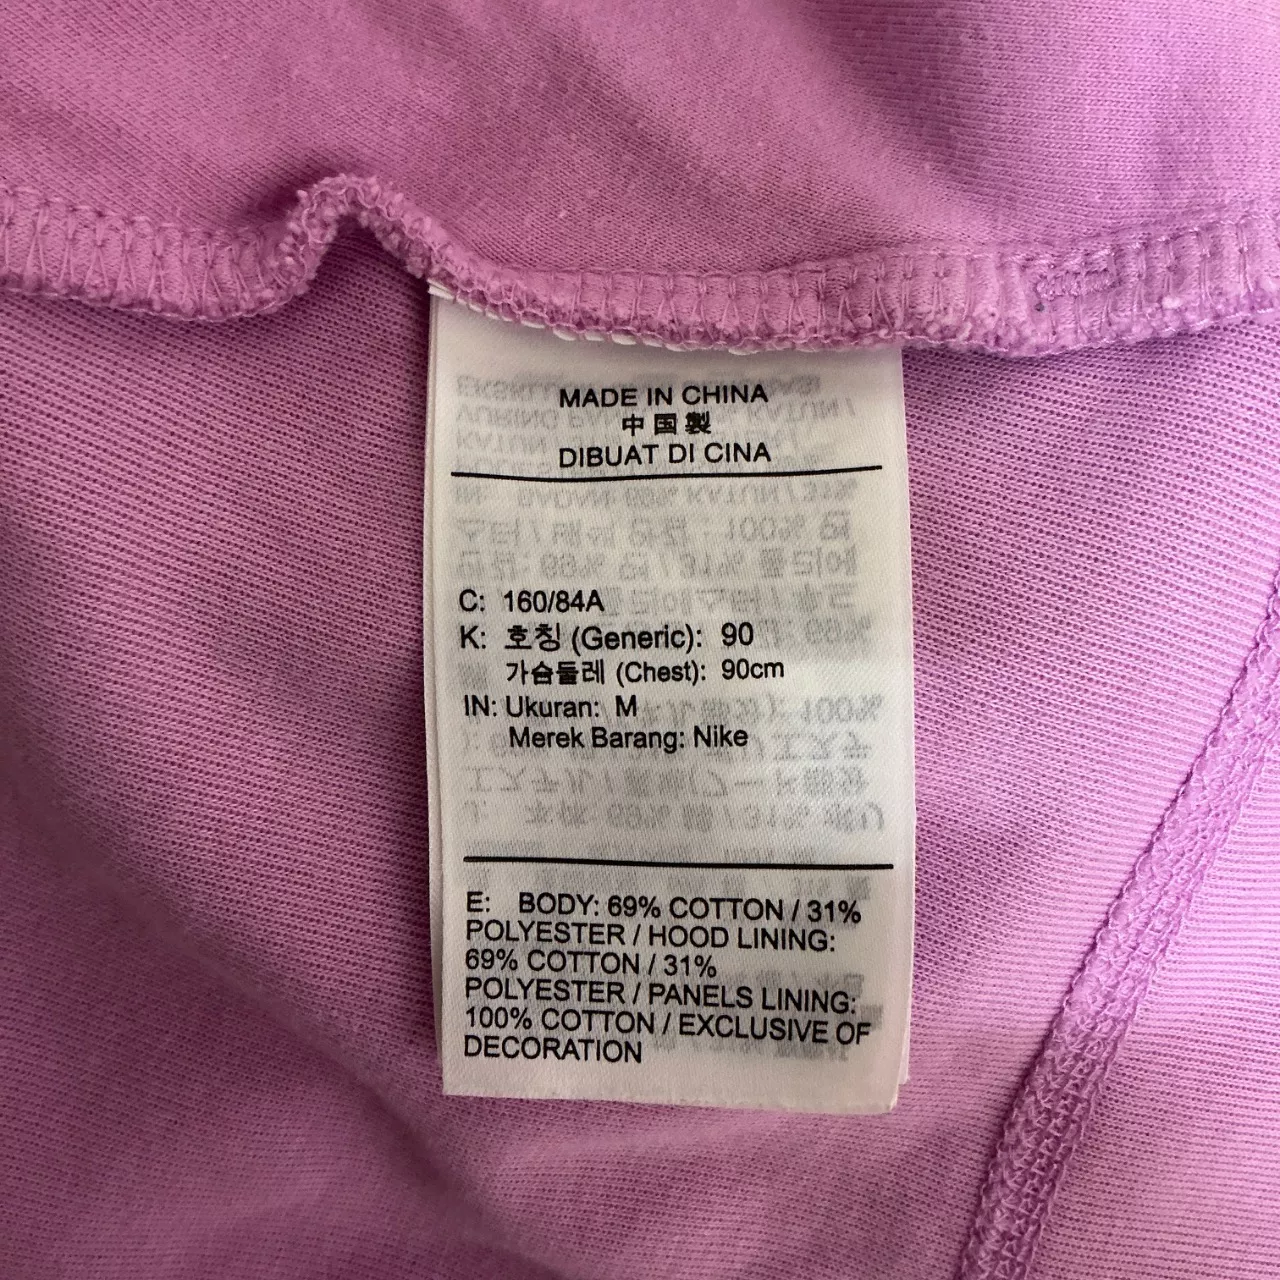 MADE IN CHINA
中国製
DIBUAT DI CINA
C: 160/84A
K: 호칭 (Generic): 90
가슴둘레 (Chest): 90cm
IN: Ukuran: M
Merek Barang: Nike
E: BODY: 69% COTTON / 31%
POLYESTER / HOOD LINING:
69% COTTON / 31%
POLYESTER / PANELS LINING:
100% COTTON / EXCLUSIVE OF
DECORATION